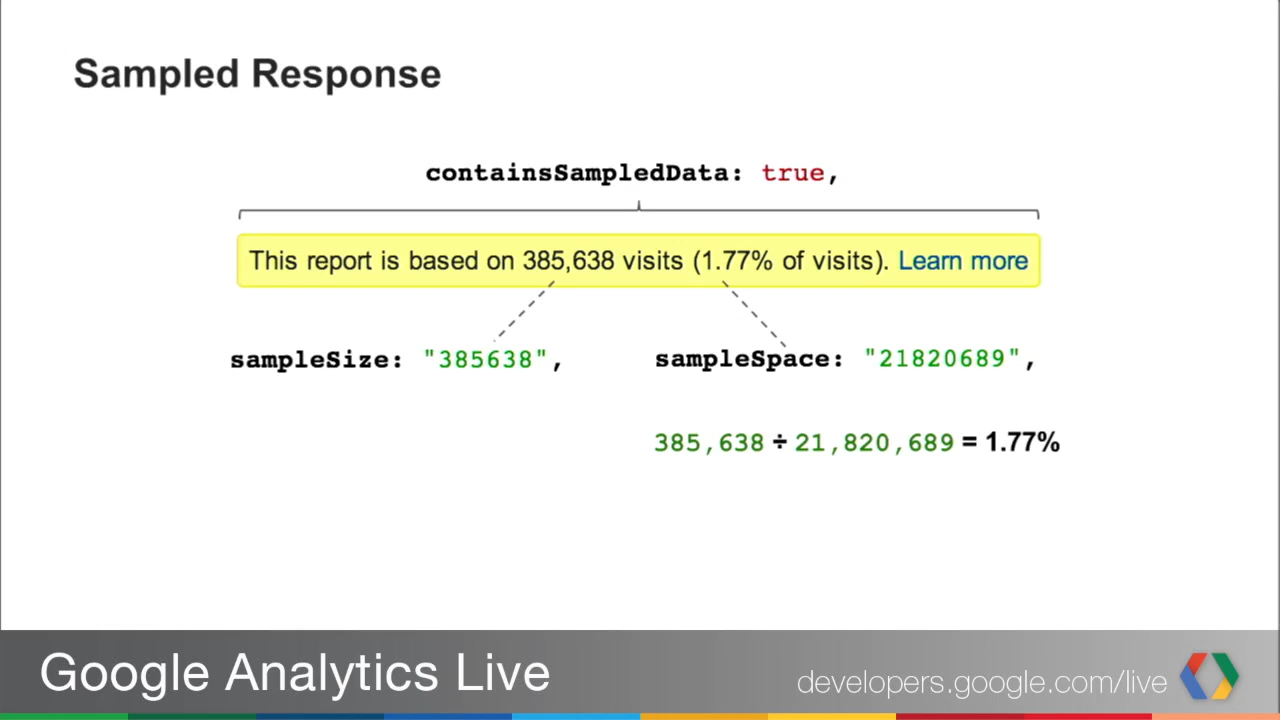 Sampled Response
containsSampledData: true,
This report is based on 385,638 visits (1.77% of visits). Learn more
sampleSize: "385638",
sampleSpace: "21820689",
385,638 ÷ 21,820,689 = 1.77%
Google Analytics Live
developers.google.com/live